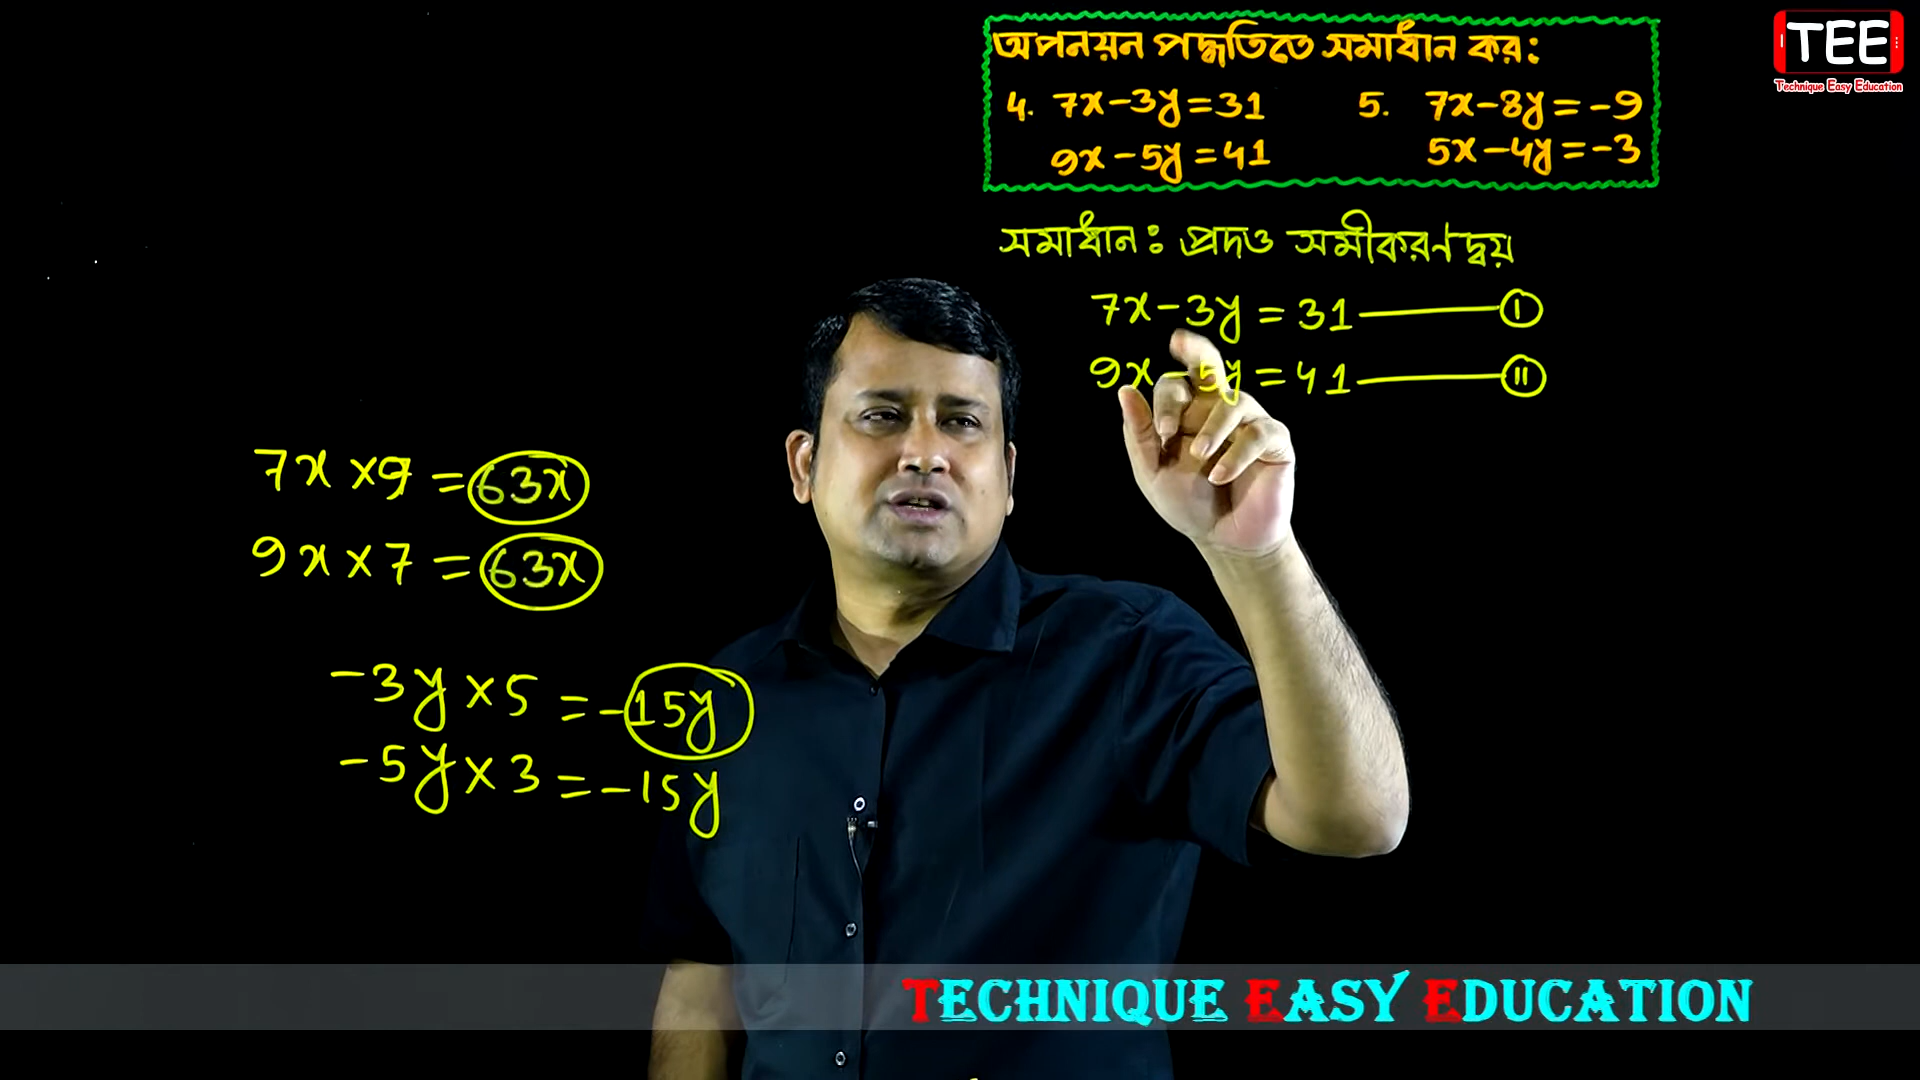 অপনয়ন পদ্ধতিতে সমাধান কর:
4. 7x-3y=31
9x-5y=41
5. 7x-8y=-9
5x-4y=-3
TEE
Technique Easy Education
সমাধান: প্রদত্ত সমীকরণদ্বয়
7x-3y=31 I
9x-5y=41 II
7x×9=63x
9x×7=63x
-3y×5=-15y
-5y×3=-15y
TECHNIQUE EASY EDUCATION